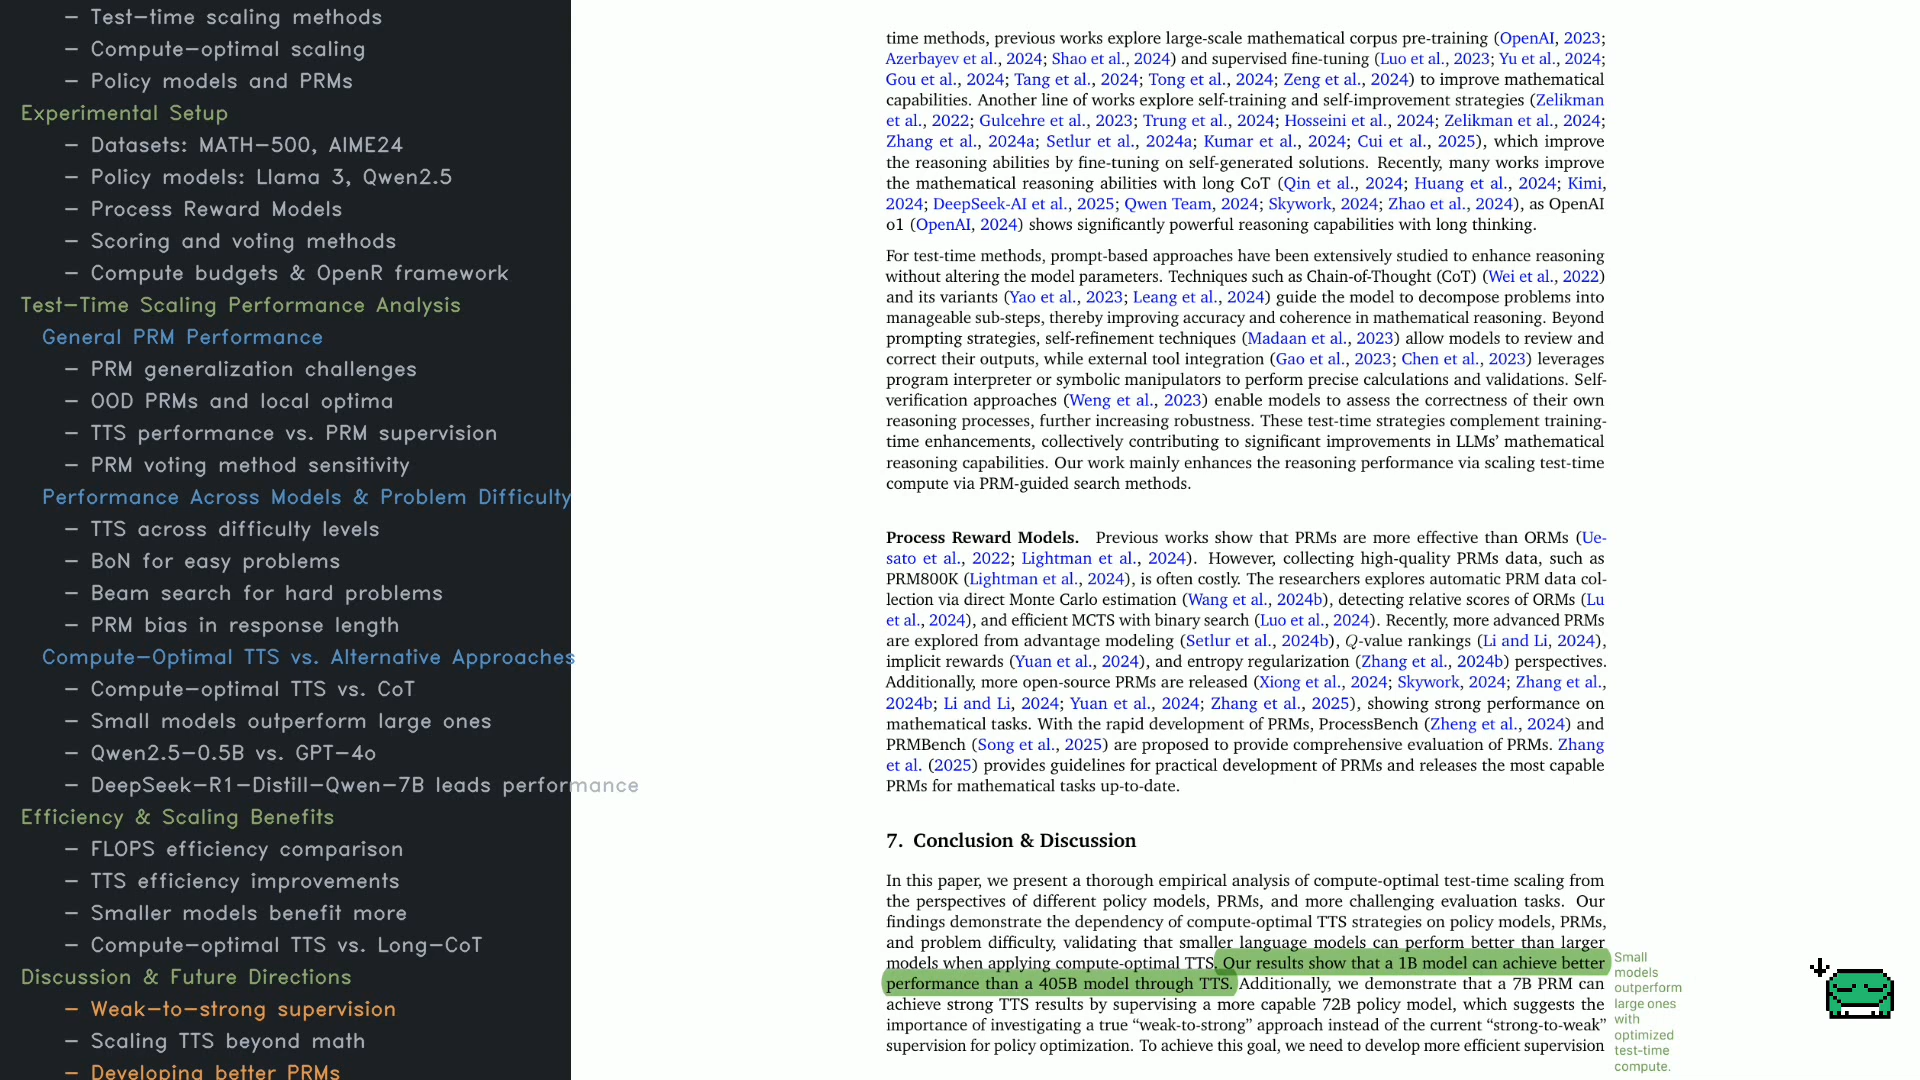 – Test-time scaling methods
– Compute-optimal scaling
– Policy models and PRMs
Experimental Setup
– Datasets: MATH-500, AIME24
– Policy models: Llama 3, Qwen2.5
– Process Reward Models
– Scoring and voting methods
– Compute budgets & OpenR framework
Test-Time Scaling Performance Analysis
General PRM Performance
– PRM generalization challenges
– OOD PRMs and local optima
– TTS performance vs. PRM supervision
– PRM voting method sensitivity
Performance Across Models & Problem Difficulty
– TTS across difficulty levels
– BoN for easy problems
– Beam search for hard problems
– PRM bias in response length
Compute-Optimal TTS vs. Alternative Approaches
– Compute-optimal TTS vs. CoT
– Small models outperform large ones
– Qwen2.5-0.5B vs. GPT-4o
– DeepSeek-R1-Distill-Qwen-7B leads performance
Efficiency & Scaling Benefits
– FLOPS efficiency comparison
– TTS efficiency improvements
– Smaller models benefit more
– Compute-optimal TTS vs. Long-CoT
Discussion & Future Directions
– Weak-to-strong supervision
– Scaling TTS beyond math
– Developing better PRMs
time methods, previous works explore large-scale mathematical corpus pre-training (OpenAI, 2023;
Azerbayev et al., 2024; Shao et al., 2024) and supervised fine-tuning (Luo et al., 2023; Yu et al., 2024;
Gou et al., 2024; Tang et al., 2024; Tong et al., 2024; Zeng et al., 2024) to improve mathematical
capabilities. Another line of works explore self-training and self-improvement strategies (Zelikman
et al., 2022; Gulcehre et al., 2023; Trung et al., 2024; Hosseini et al., 2024; Zelikman et al., 2024;
Zhang et al., 2024a; Setlur et al., 2024a; Kumar et al., 2024; Cui et al., 2025), which improve
the reasoning abilities by fine-tuning on self-generated solutions. Recently, many works improve
the mathematical reasoning abilities with long CoT (Qin et al., 2024; Huang et al., 2024; Kimi,
2024; DeepSeek-AI et al., 2025; Qwen Team, 2024; Skywork, 2024; Zhao et al., 2024), as OpenAI
o1 (OpenAI, 2024) shows significantly powerful reasoning capabilities with long thinking.
For test-time methods, prompt-based approaches have been extensively studied to enhance reasoning
without altering the model parameters. Techniques such as Chain-of-Thought (CoT) (Wei et al., 2022)
and its variants (Yao et al., 2023; Leang et al., 2024) guide the model to decompose problems into
manageable sub-steps, thereby improving accuracy and coherence in mathematical reasoning. Beyond
prompting strategies, self-refinement techniques (Madaan et al., 2023) allow models to review and
correct their outputs, while external tool integration (Gao et al., 2023; Chen et al., 2023) leverages
program interpreter or symbolic manipulators to perform precise calculations and validations. Self-
verification approaches (Weng et al., 2023) enable models to assess the correctness of their own
reasoning processes, further increasing robustness. These test-time strategies complement training-
time enhancements, collectively contributing to significant improvements in LLMs’ mathematical
reasoning capabilities. Our work mainly enhances the reasoning performance via scaling test-time
compute via PRM-guided search methods.
Process Reward Models. Previous works show that PRMs are more effective than ORMs (Ue-
sato et al., 2022; Lightman et al., 2024). However, collecting high-quality PRMs data, such as
PRM800K (Lightman et al., 2024), is often costly. The researchers explores automatic PRM data col-
lection via direct Monte Carlo estimation (Wang et al., 2024b), detecting relative scores of ORMs (Lu
et al., 2024), and efficient MCTS with binary search (Luo et al., 2024). Recently, more advanced PRMs
are explored from advantage modeling (Setlur et al., 2024b), Q-value rankings (Li and Li, 2024),
implicit rewards (Yuan et al., 2024), and entropy regularization (Zhang et al., 2024b) perspectives.
Additionally, more open-source PRMs are released (Xiong et al., 2024; Skywork, 2024; Zhang et al.,
2024b; Li and Li, 2024; Yuan et al., 2024; Zhang et al., 2025), showing strong performance on
mathematical tasks. With the rapid development of PRMs, ProcessBench (Zheng et al., 2024) and
PRMBench (Song et al., 2025) are proposed to provide comprehensive evaluation of PRMs. Zhang
et al. (2025) provides guidelines for practical development of PRMs and releases the most capable
PRMs for mathematical tasks up-to-date.
7. Conclusion & Discussion
In this paper, we present a thorough empirical analysis of compute-optimal test-time scaling from
the perspectives of different policy models, PRMs, and more challenging evaluation tasks. Our
findings demonstrate the dependency of compute-optimal TTS strategies on policy models, PRMs,
and problem difficulty, validating that smaller language models can perform better than larger
models when applying compute-optimal TTS. Our results show that a 1B model can achieve better
performance than a 405B model through TTS. Additionally, we demonstrate that a 7B PRM can
achieve strong TTS results by supervising a more capable 72B policy model, which suggests the
importance of investigating a true “weak-to-strong” approach instead of the current “strong-to-weak”
supervision for policy optimization. To achieve this goal, we need to develop more efficient supervision
Small
models
outperform
large ones
with
optimized
test-time
compute.